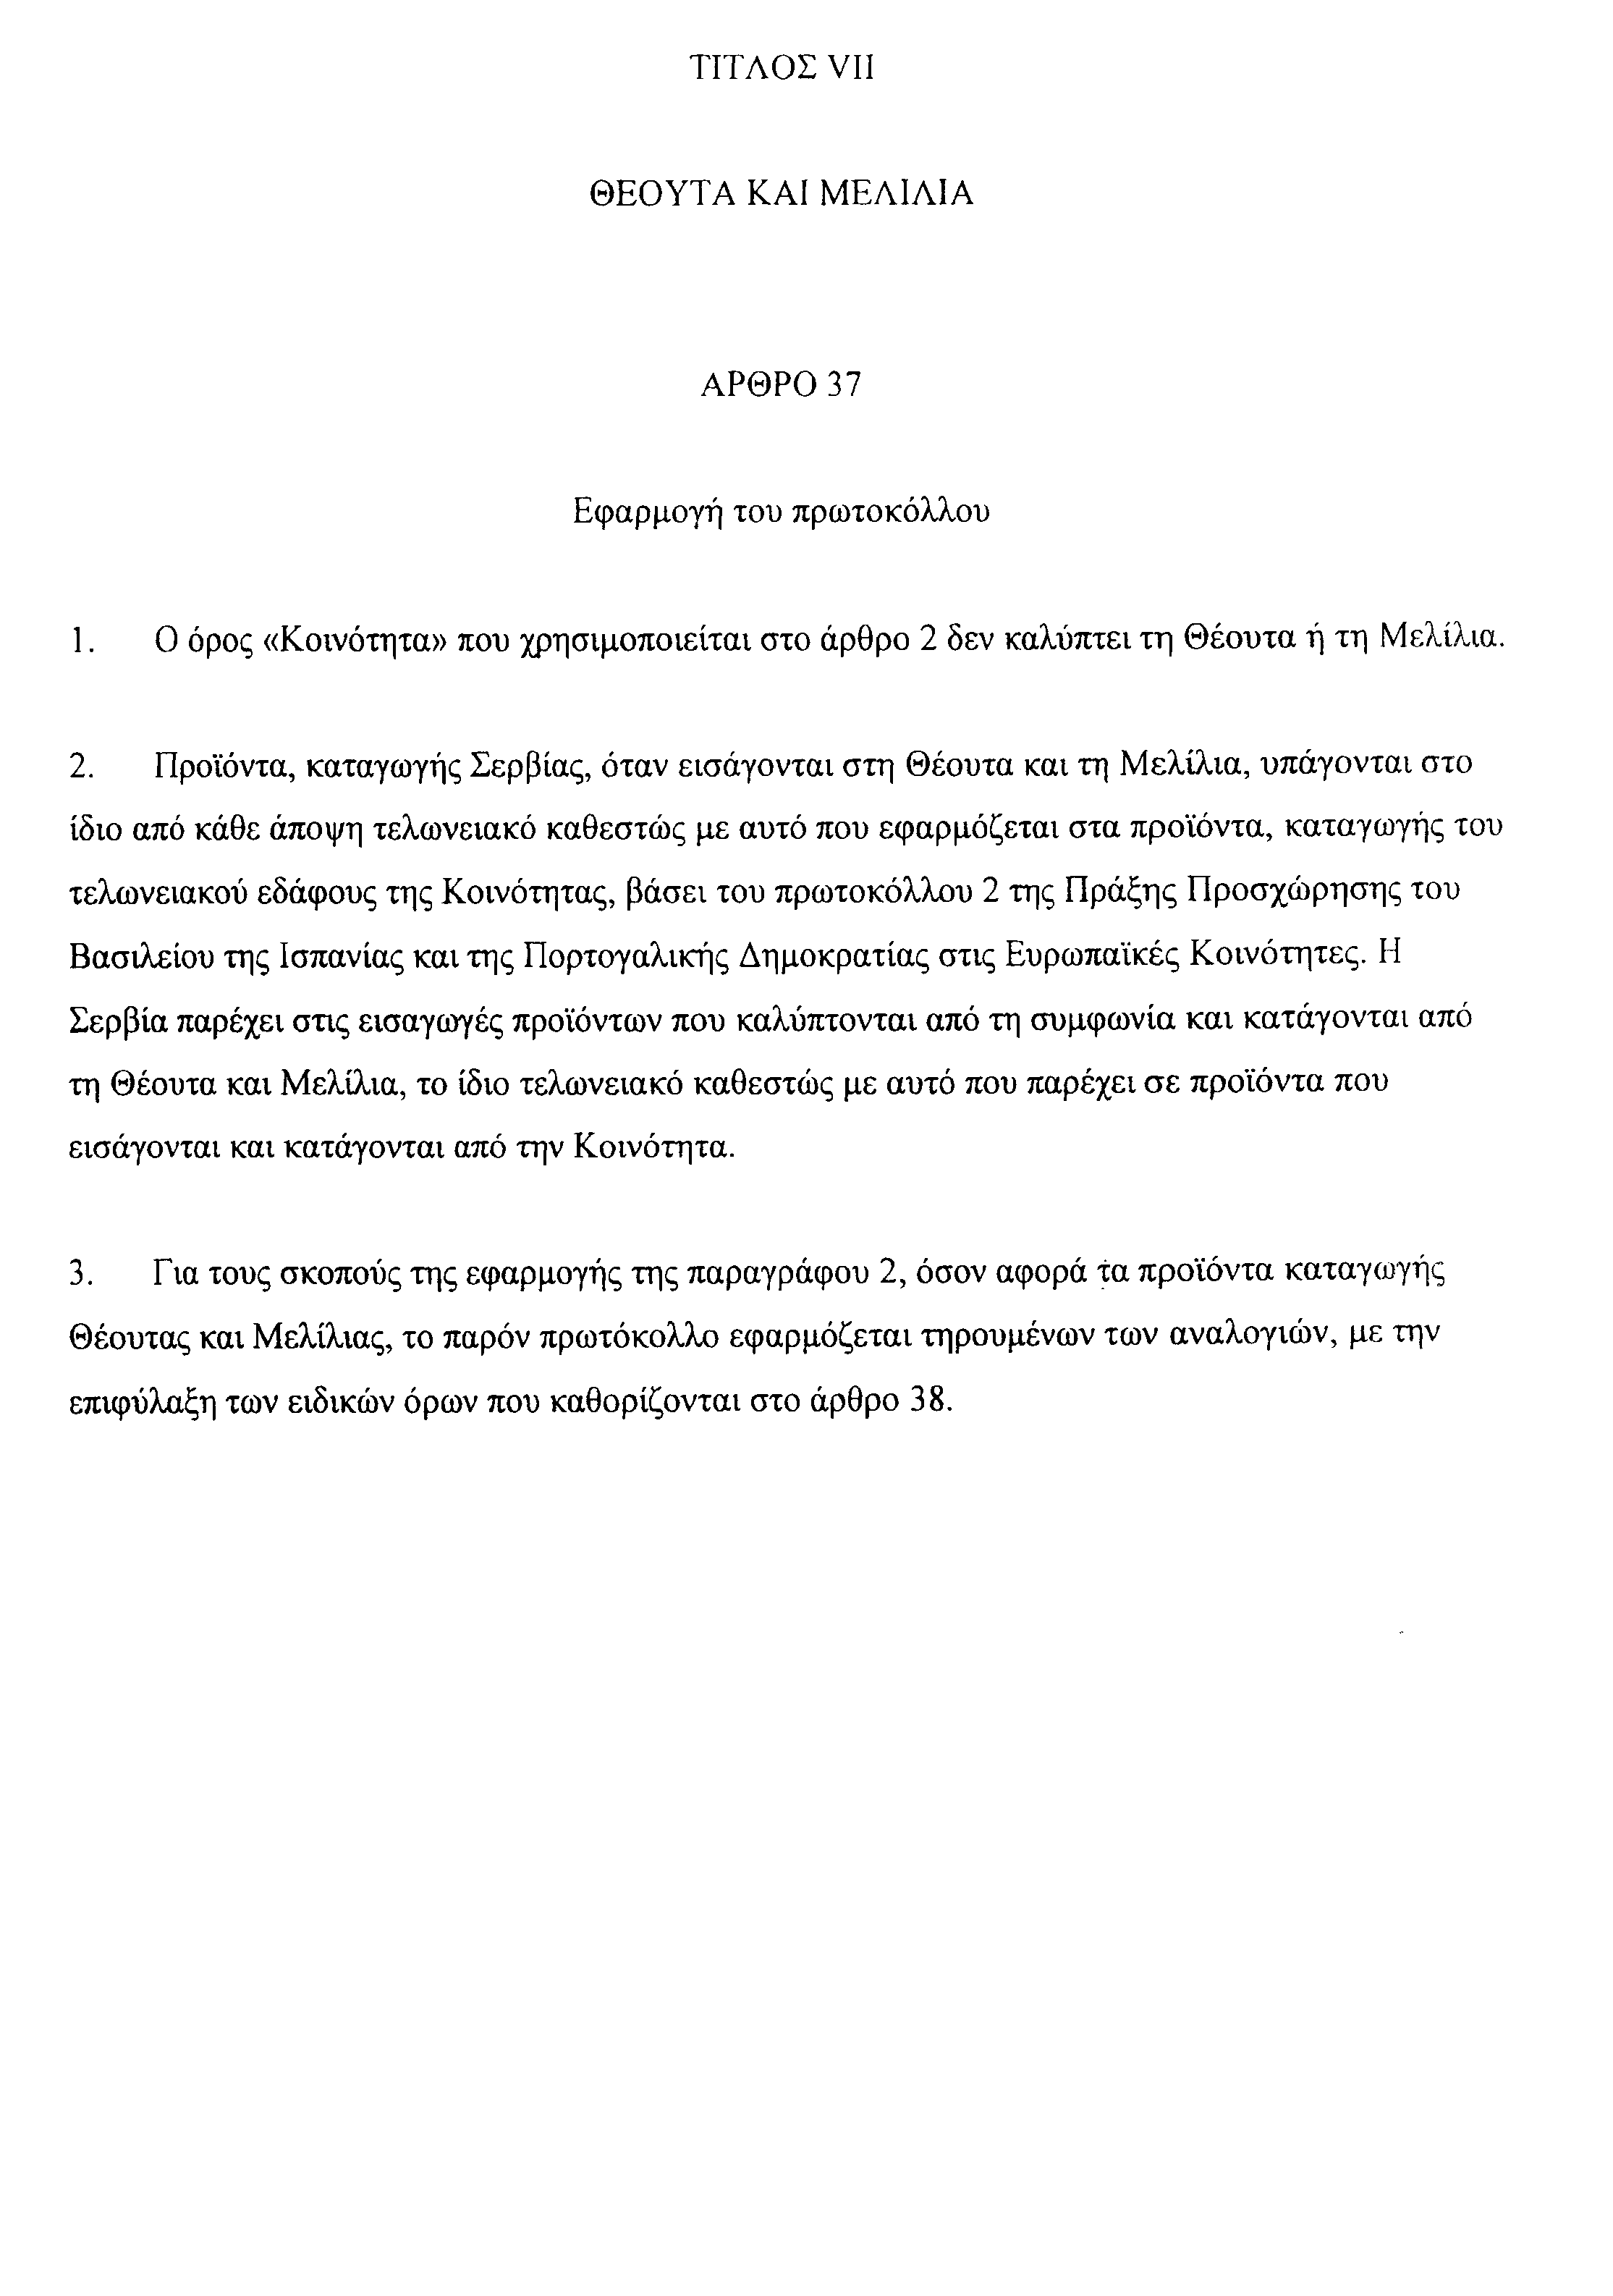 ΤΙΤΛΟΣ VII
ΘΕΟΥΤΑ ΚΑΙ ΜΕΛΙΛΙΑ
ΑΡΘΡΟ 37
Εφαρμογή του πρωτοκόλλου
1. Ο όρος «Κοινότητα» που χρησιμοποιείται στο άρθρο 2 δεν καλύπτει τη Θέουτα ή τη Μελίλια.
2. Προϊόντα, καταγωγής Σερβίας, όταν εισάγονται στη Θέουτα και τη Μελίλια, υπάγονται στο
ίδιο από κάθε άποψη τελωνειακό καθεστώς με αυτό που εφαρμόζεται στα προϊόντα, καταγωγής του
τελωνειακού εδάφους της Κοινότητας, βάσει του πρωτοκόλλου 2 της Πράξης Προσχώρησης του
Βασιλείου της Ισπανίας και της Πορτογαλικής Δημοκρατίας στις Ευρωπαϊκές Κοινότητες. Η
Σερβία παρέχει στις εισαγωγές προϊόντων που καλύπτονται από τη συμφωνία και κατάγονται από
τη Θέουτα και Μελίλια, το ίδιο τελωνειακό καθεστώς με αυτό που παρέχει σε προϊόντα που
εισάγονται και κατάγονται από την Κοινότητα.
3. Για τους σκοπούς της εφαρμογής της παραγράφου 2, όσον αφορά τα προϊόντα καταγωγής
Θέουτας και Μελίλιας, το παρόν πρωτόκολλο εφαρμόζεται τηρουμένων των αναλογιών, με την
επιφύλαξη των ειδικών όρων που καθορίζονται στο άρθρο 38.